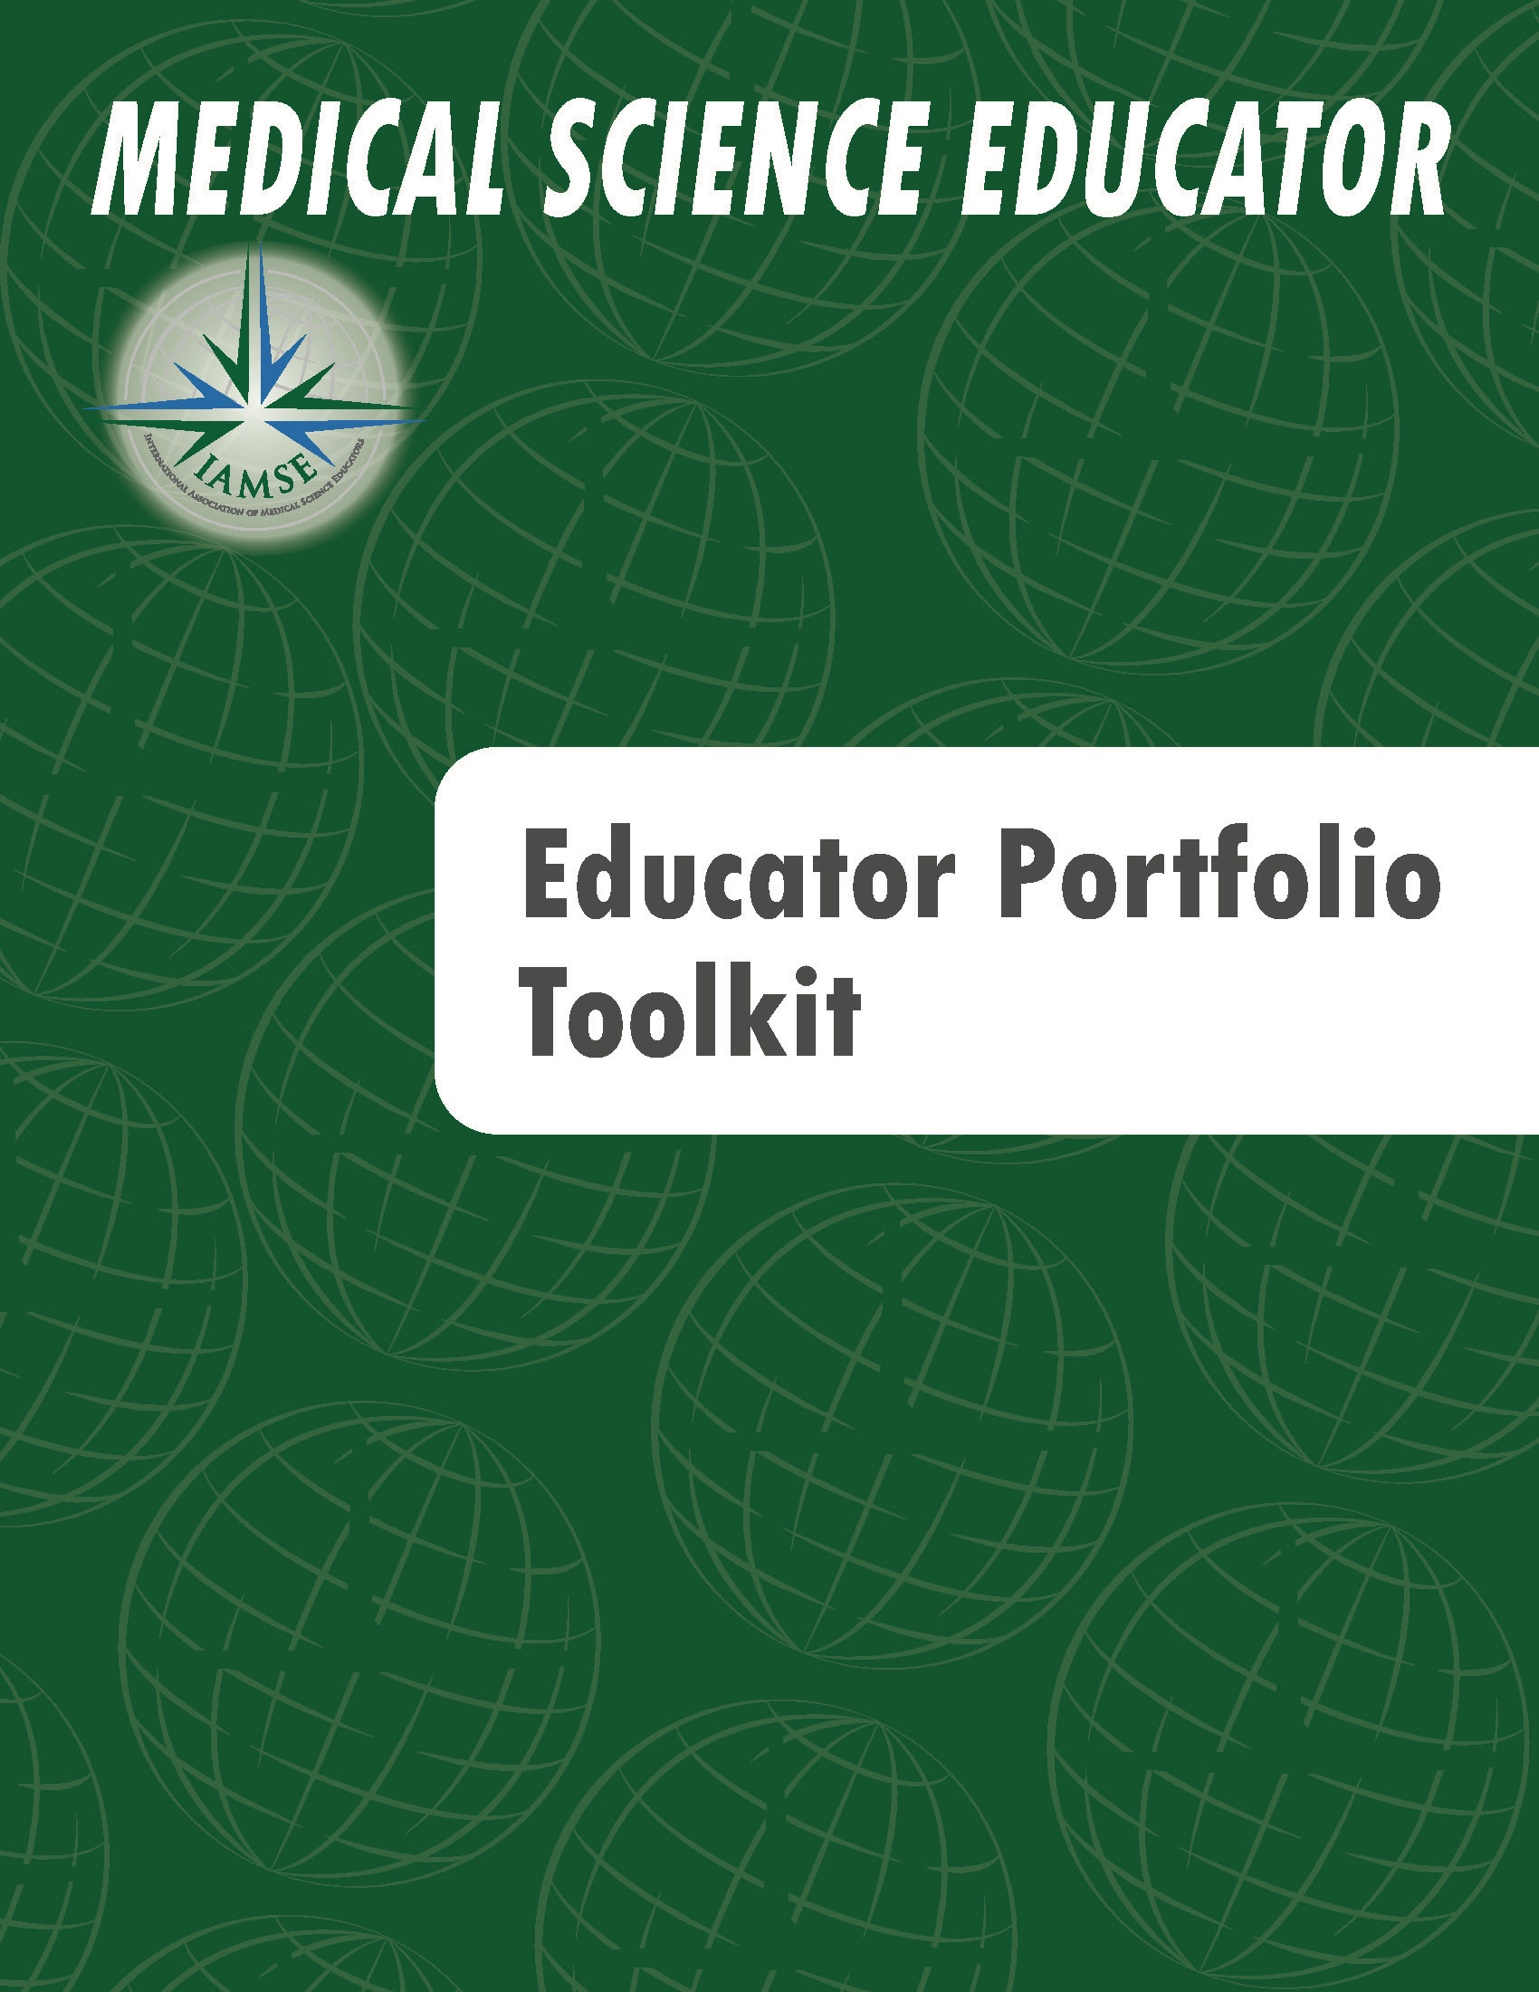 MEDICAL SCIENCE EDUCATOR
IAMSE
INTERNATIONAL ASSOCIATION OF MEDICAL SCIENCE EDUCATORS
Educator Portfolio
Toolkit